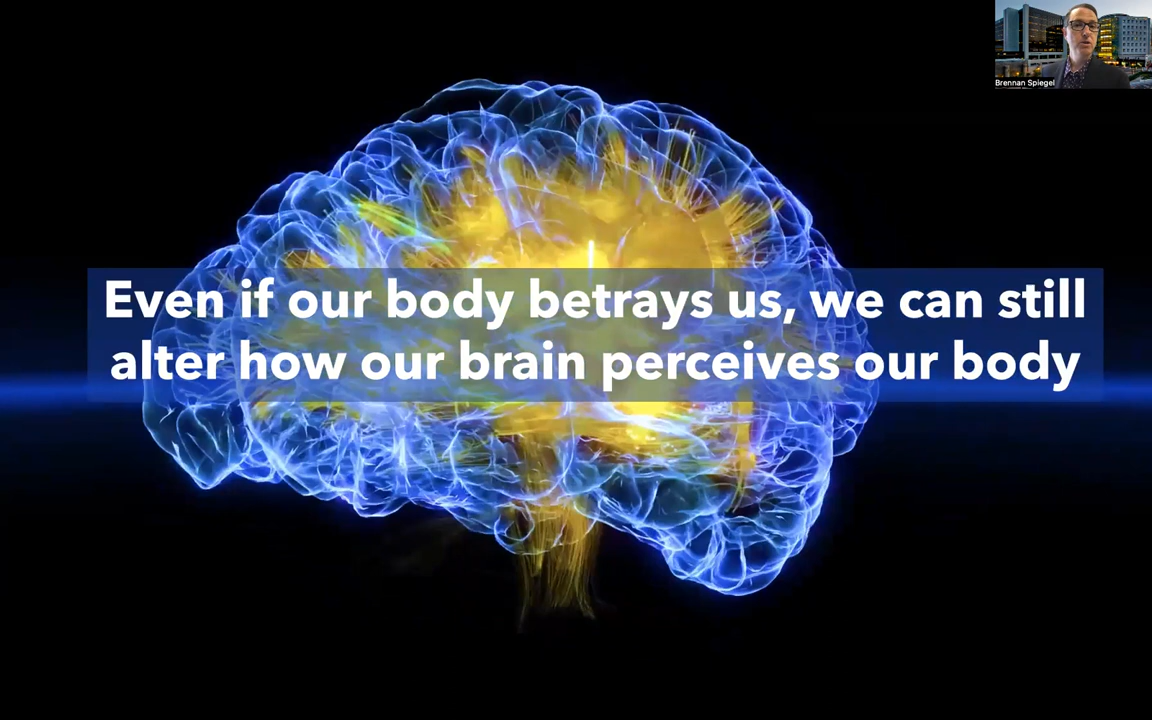 Brennan Spiegel
Even if our body betrays us, we can still
alter how our brain perceives our body